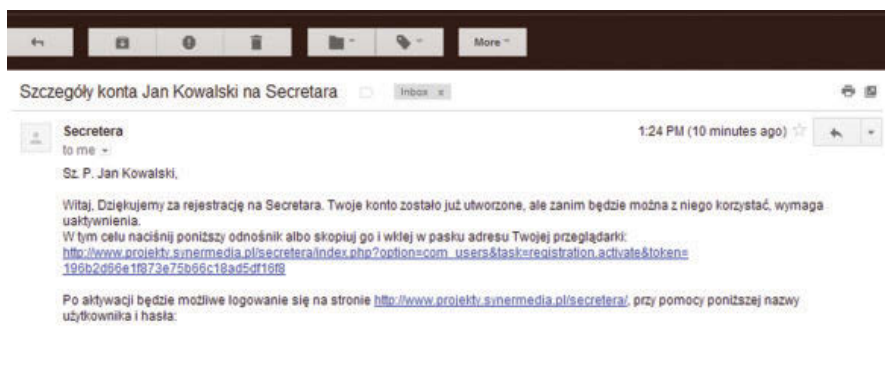 More
Szczegóły konta Jan Kowalski na Secretara
Inbox x
Secretera
1:24 PM (10 minutes ago)
to me
Sz. P. Jan Kowalski,
Witaj, Dziękujemy za rejestrację na Secretara. Twoje konto zostało już utworzone, ale zanim będzie można z niego korzystać, wymaga
uaktywnienia.
W tym celu naciśnij poniższy odnośnik albo skopiuj go i wklej w pasku adresu Twojej przeglądarki:
http://www.projekty.synermedia.pl/secretera/index.php?option=com_users&task=registration.activate&token=
196b2d66e1f873e75b66c18ad5df16f8
Po aktywacji będzie możliwe logowanie się na stronie http://www.projekty.synermedia.pl/secretera/, przy pomocy poniższej nazwy
użytkownika i hasła: